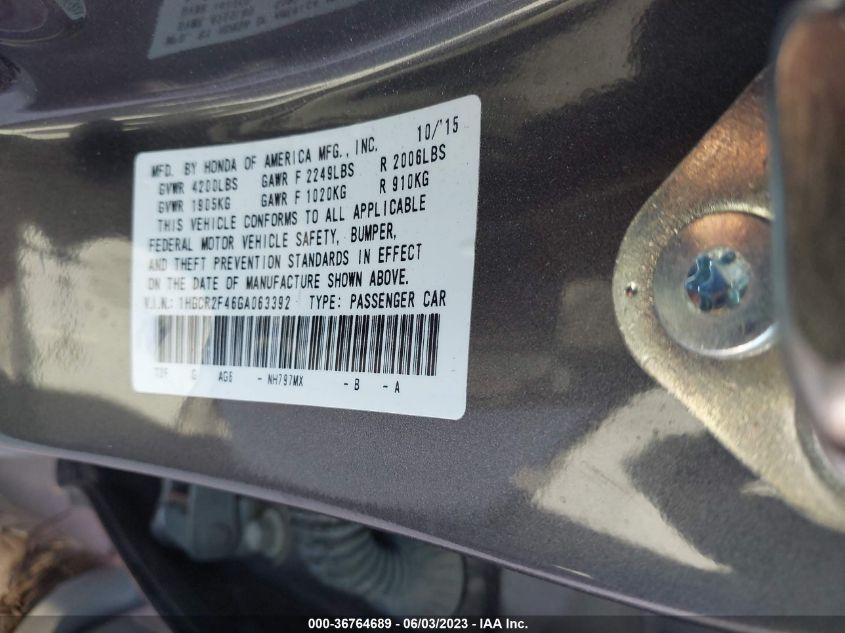 MFD. BY HONDA OF AMERICA MFG., INC. 10/'15
GVWR 4200LBS GAWR F 2249LBS R 2006LBS
GVWR 1905KG GAWR F 1020KG R 910KG
THIS VEHICLE CONFORMS TO ALL APPLICABLE
FEDERAL MOTOR VEHICLE SAFETY, BUMPER,
AND THEFT PREVENTION STANDARDS IN EFFECT
ON THE DATE OF MANUFACTURE SHOWN ABOVE.
V.I.N.: 1HGCR2F46GA063392 TYPE: PASSENGER CAR
G AG6 - NH797MX - B - A
000-36764689 06/03/2023 - IAA Inc.